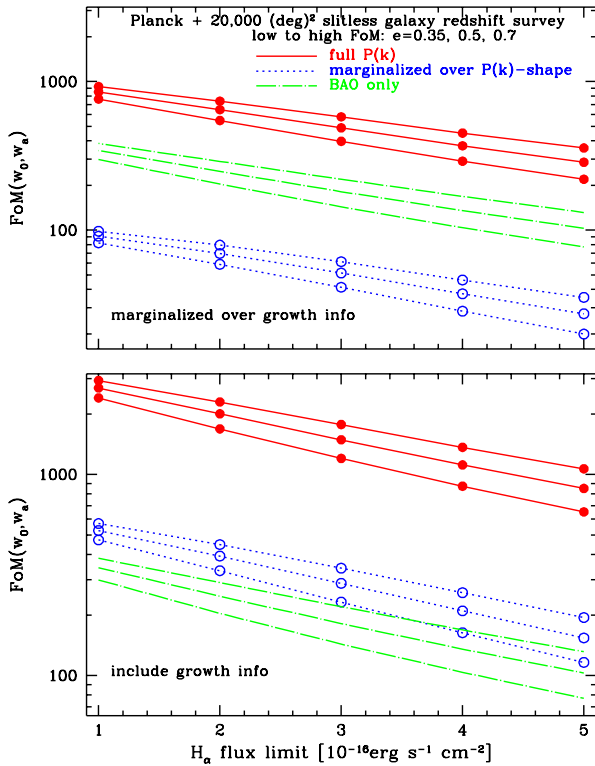 Planck + 20,000 (deg)² slitless galaxy redshift survey
low to high FoM: e=0.35, 0.5, 0.7
full P(k)
marginalized over P(k)-shape
BAO only
1000
100
FoM(w₀,wₐ)
marginalized over growth info
1000
100
FoM(w₀,wₐ)
include growth info
1 2 3 4 5
Hα flux limit [10⁻¹⁶erg s⁻¹ cm⁻²]